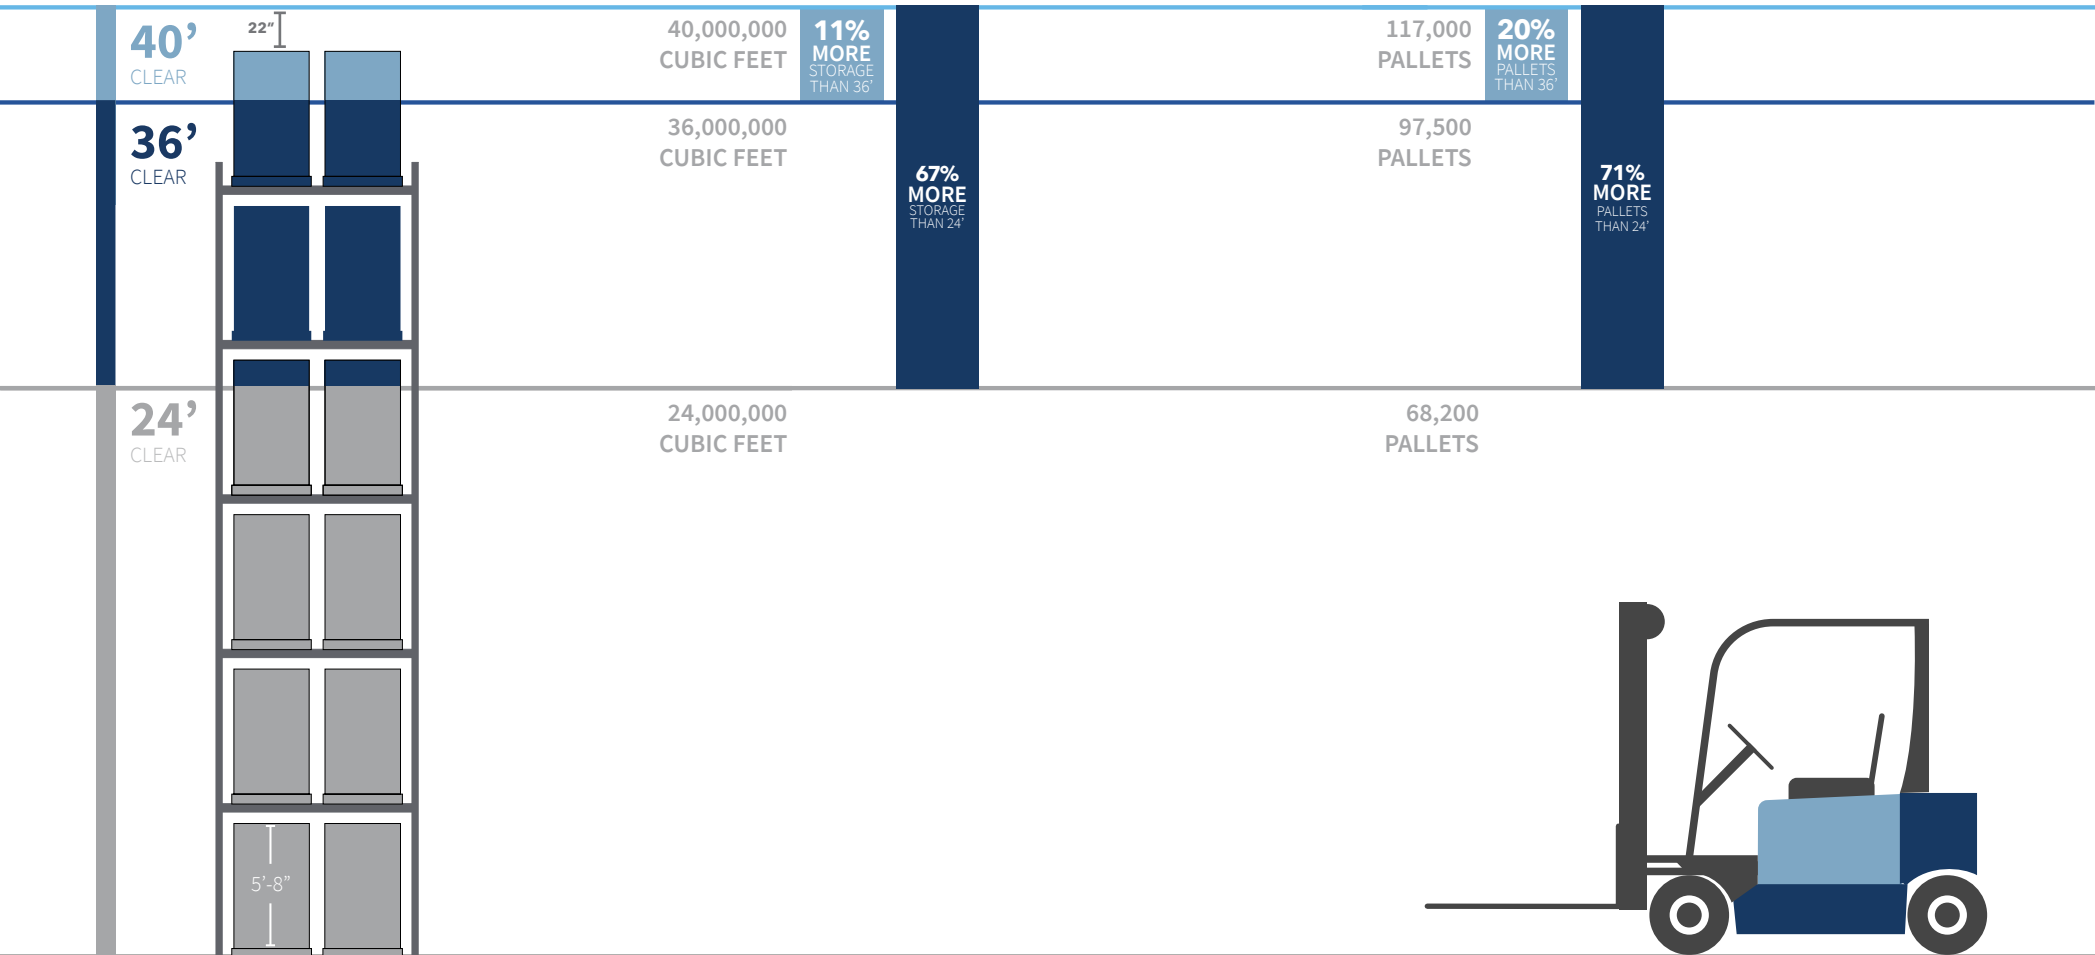 40’
CLEAR
22”
40,000,000
CUBIC FEET
11%
MORE
STORAGE
THAN 36’
117,000
PALLETS
20%
MORE
PALLETS
THAN 36’
36’
CLEAR
36,000,000
CUBIC FEET
67%
MORE
STORAGE
THAN 24’
97,500
PALLETS
71%
MORE
PALLETS
THAN 24’
24’
CLEAR
24,000,000
CUBIC FEET
68,200
PALLETS
5’-8”